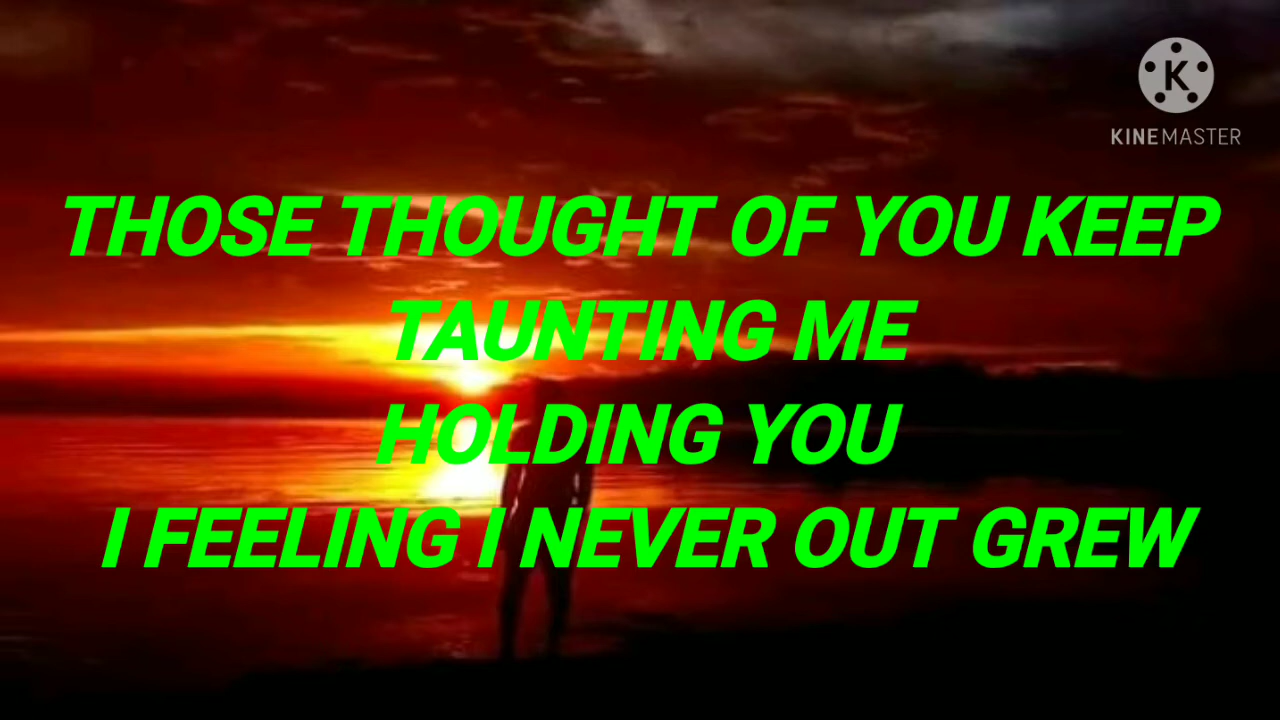 K
KINEMASTER
THOSE THOUGHT OF YOU KEEP
TAUNTING ME
HOLDING YOU
I FEELING I NEVER OUT GREW